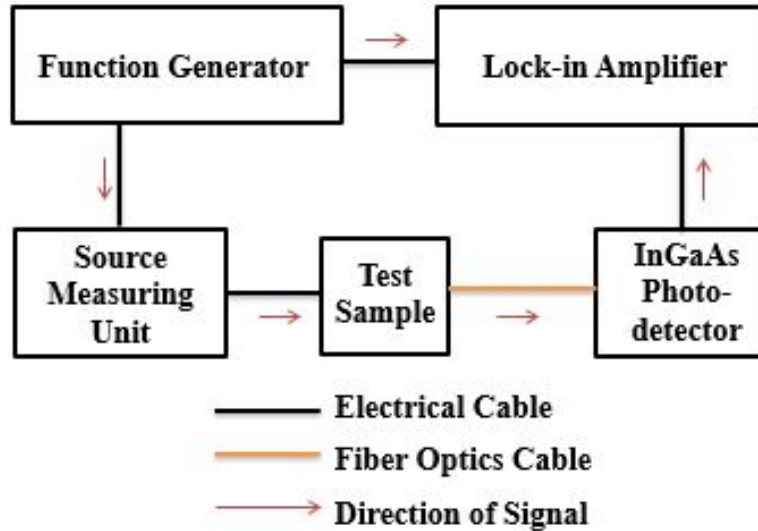 Function Generator
Lock-in Amplifier
Source
Measuring
Unit
Test
Sample
InGaAs
Photo-
detector
Electrical Cable
Fiber Optics Cable
Direction of Signal